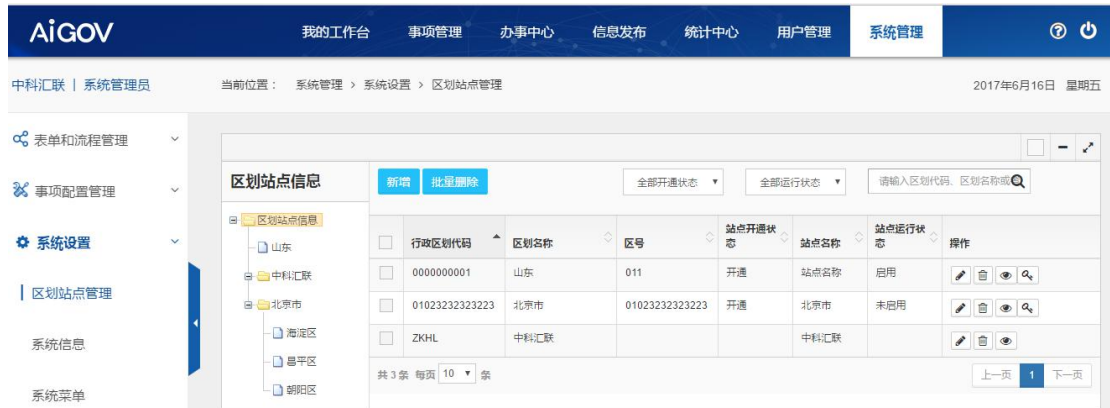 AiGOV
我的工作台 事项管理 办事中心 信息发布 统计中心 用户管理 系统管理
中科汇联 | 系统管理员
当前位置： 系统管理 > 系统设置 > 区划站点管理
2017年6月16日 星期五
表单和流程管理
事项配置管理
系统设置
区划站点管理
系统信息
系统菜单
区划站点信息
区划站点信息
山东
中科汇联
北京市
海淀区
昌平区
朝阳区
新增 批量删除 全部开通状态 全部运行状态 请输入区划代码、区划名称或
行政区划代码 区划名称 区号 站点开通状态 站点名称 站点运行状态 操作
0000000001 山东 011 开通 站点名称 启用
01023232323223 北京市 01023232323223 开通 北京市 未启用
ZKHL 中科汇联 中科汇联
共 3 条 每页 10 条
上一页 1 下一页